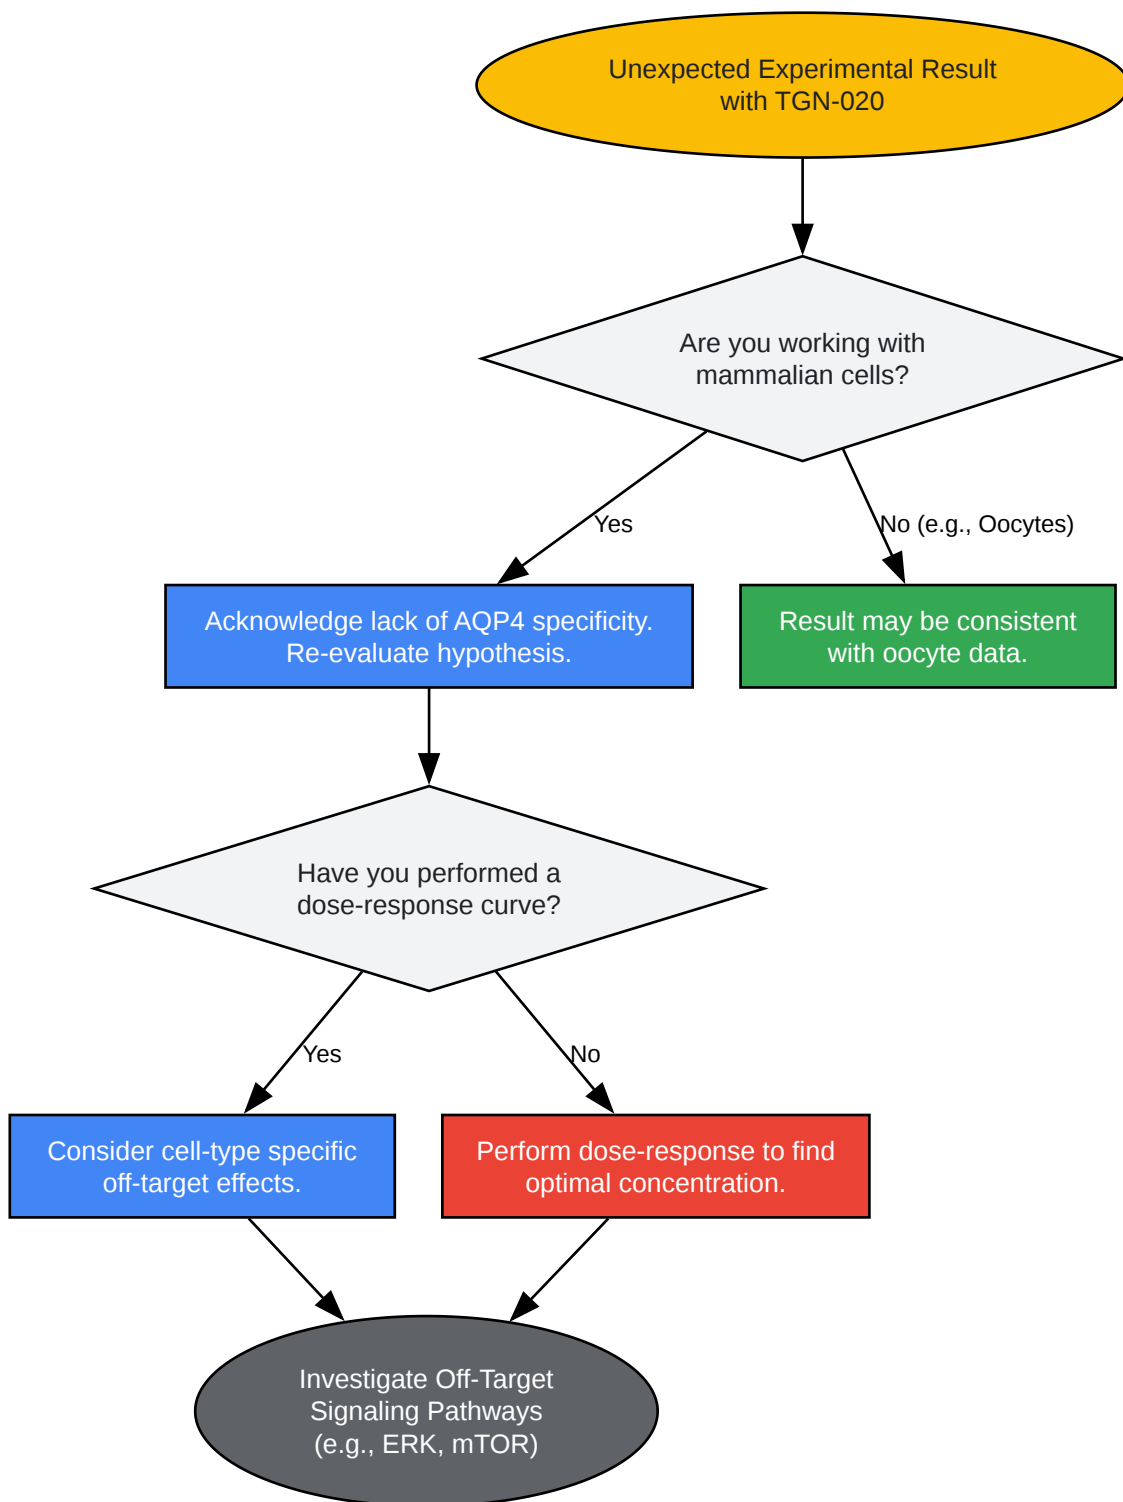 Unexpected Experimental Result
with TGN-020
Are you working with
mammalian cells?
Yes
No (e.g., Oocytes)
Acknowledge lack of AQP4 specificity.
Re-evaluate hypothesis.
Result may be consistent
with oocyte data.
Have you performed a
dose-response curve?
Yes
No
Consider cell-type specific
off-target effects.
Perform dose-response to find
optimal concentration.
Investigate Off-Target
Signaling Pathways
(e.g., ERK, mTOR)